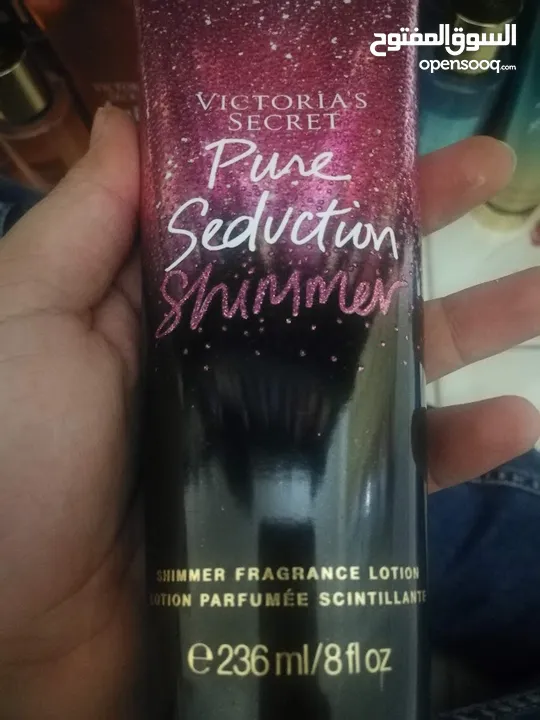 السوق المفتوح
opensooq.com
VICTORIA'S
SECRET
Pure
Seduction
Shimmer
SHIMMER FRAGRANCE LOTION
LOTION PARFUMÉE SCINTILLANTE
e 236 ml/8 fl oz